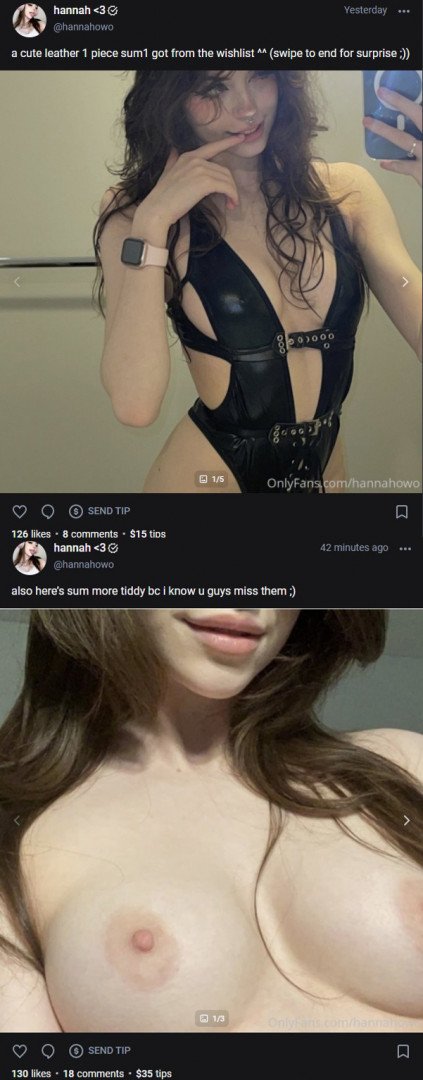 hannah <3
Yesterday
@hannahowo
a cute leather 1 piece sum1 got from the wishlist ^^ (swipe to end for surprise ;))
1/5
OnlyFans.com/hannahowo
SEND TIP
126 likes • 8 comments • $15 tips
hannah <3
42 minutes ago
@hannahowo
also here's sum more tiddy bc i know u guys miss them ;)
1/3
OnlyFans.com/hannahowo
SEND TIP
130 likes • 18 comments • $35 tips